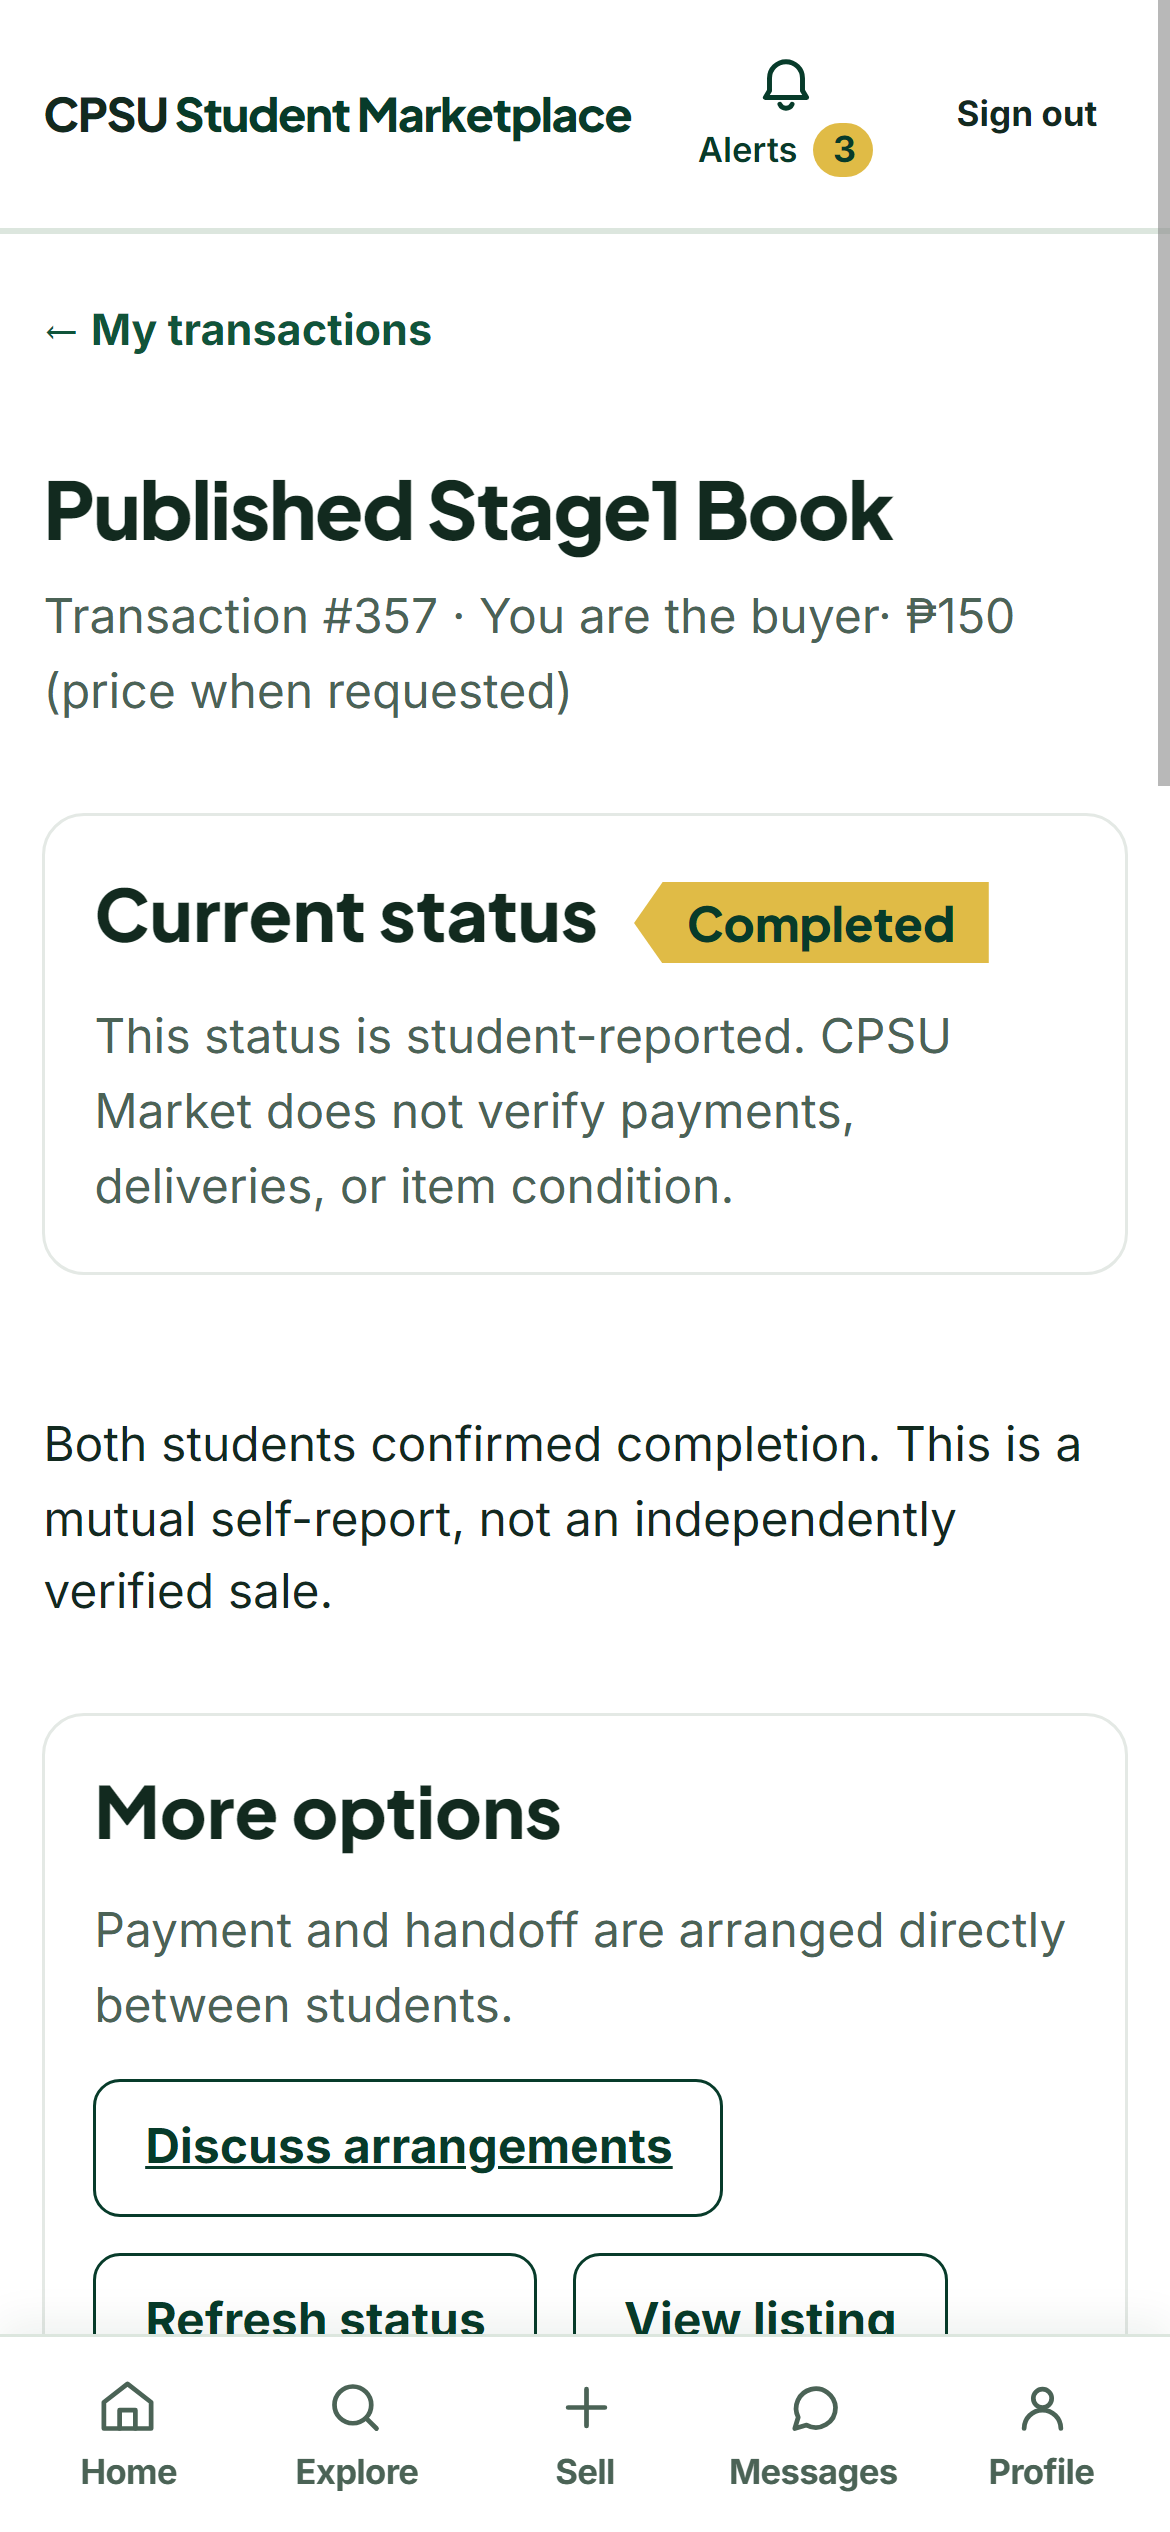 CPSU Student Marketplace
Alerts 3
Sign out
← My transactions
Published Stage1 Book
Transaction #357 · You are the buyer· ₱150
(price when requested)
Current status
Completed
This status is student-reported. CPSU
Market does not verify payments,
deliveries, or item condition.
Both students confirmed completion. This is a
mutual self-report, not an independently
verified sale.
More options
Payment and handoff are arranged directly
between students.
Discuss arrangements
Refresh status
View listing
Home
Explore
Sell
Messages
Profile